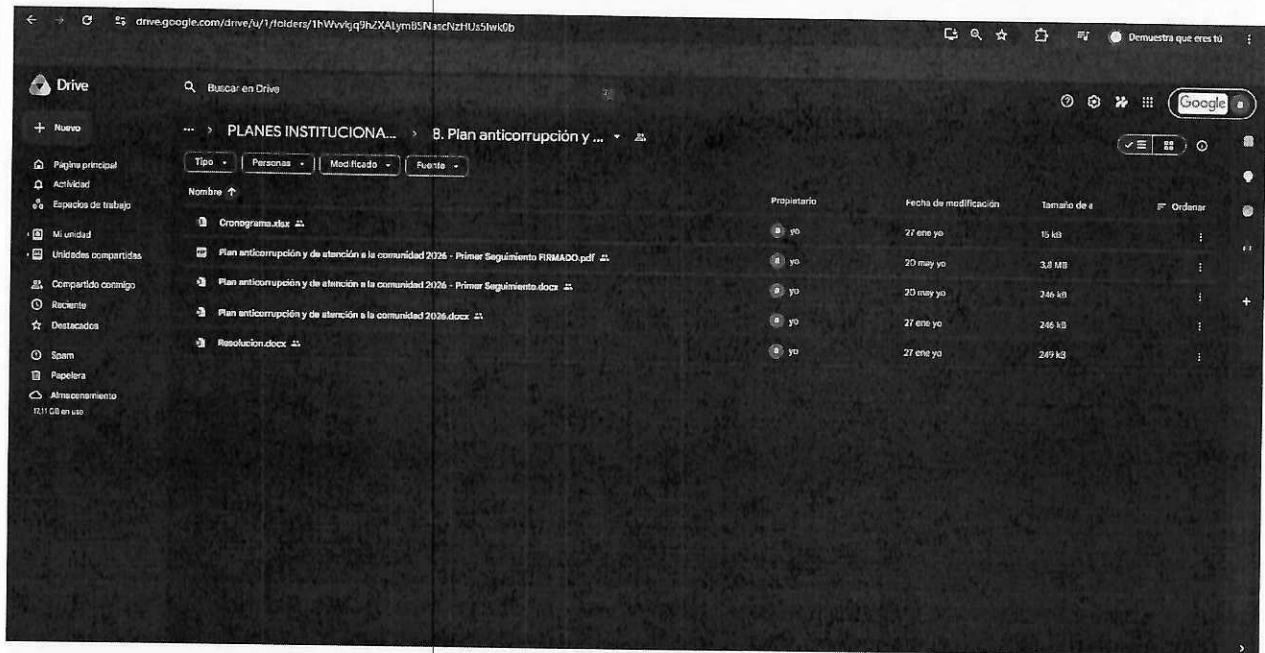 drive.google.com/drive/u/1/folders/
Demuestra que eres tú
Drive
Buscar en Drive
Google
a
+ Nuevo
... > PLANES INSTITUCIONA... > 8. Plan anticorrupción y ...
Tipo
Personas
Modificado
Fuente
Página principal
Actividad
Espacios de trabajo
Mi unidad
Unidades compartidas
Compartido conmigo
Reciente
Destacados
Spam
Papelera
Almacenamiento
17,11 GB en uso
Nombre ↑ Propietario Fecha de modificación Tamaño de a Ordenar
Cronograma.xlsx a yo 27 ene yo 15 kB
PDF Plan anticorrupción y de atención a la comunidad 2026 - Primer Seguimiento FIRMADO.pdf a yo 20 may yo 3,8 MB
Plan anticorrupción y de atención a la comunidad 2026 - Primer Seguimiento.docx a yo 20 may yo 246 kB
Plan anticorrupción y de atención a la comunidad 2026.docx a yo 27 ene yo 246 kB
Resolucion.docx a yo 27 ene yo 249 kB